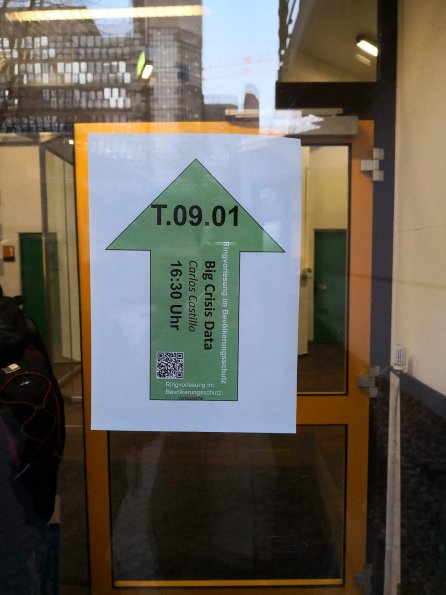 T.09.01
Ringvorlesung im Bevölkerungsschutz
Big Crisis Data
Carlos Castillo
16:30 Uhr
Ringvorlesung im
Bevölkerungsschutz